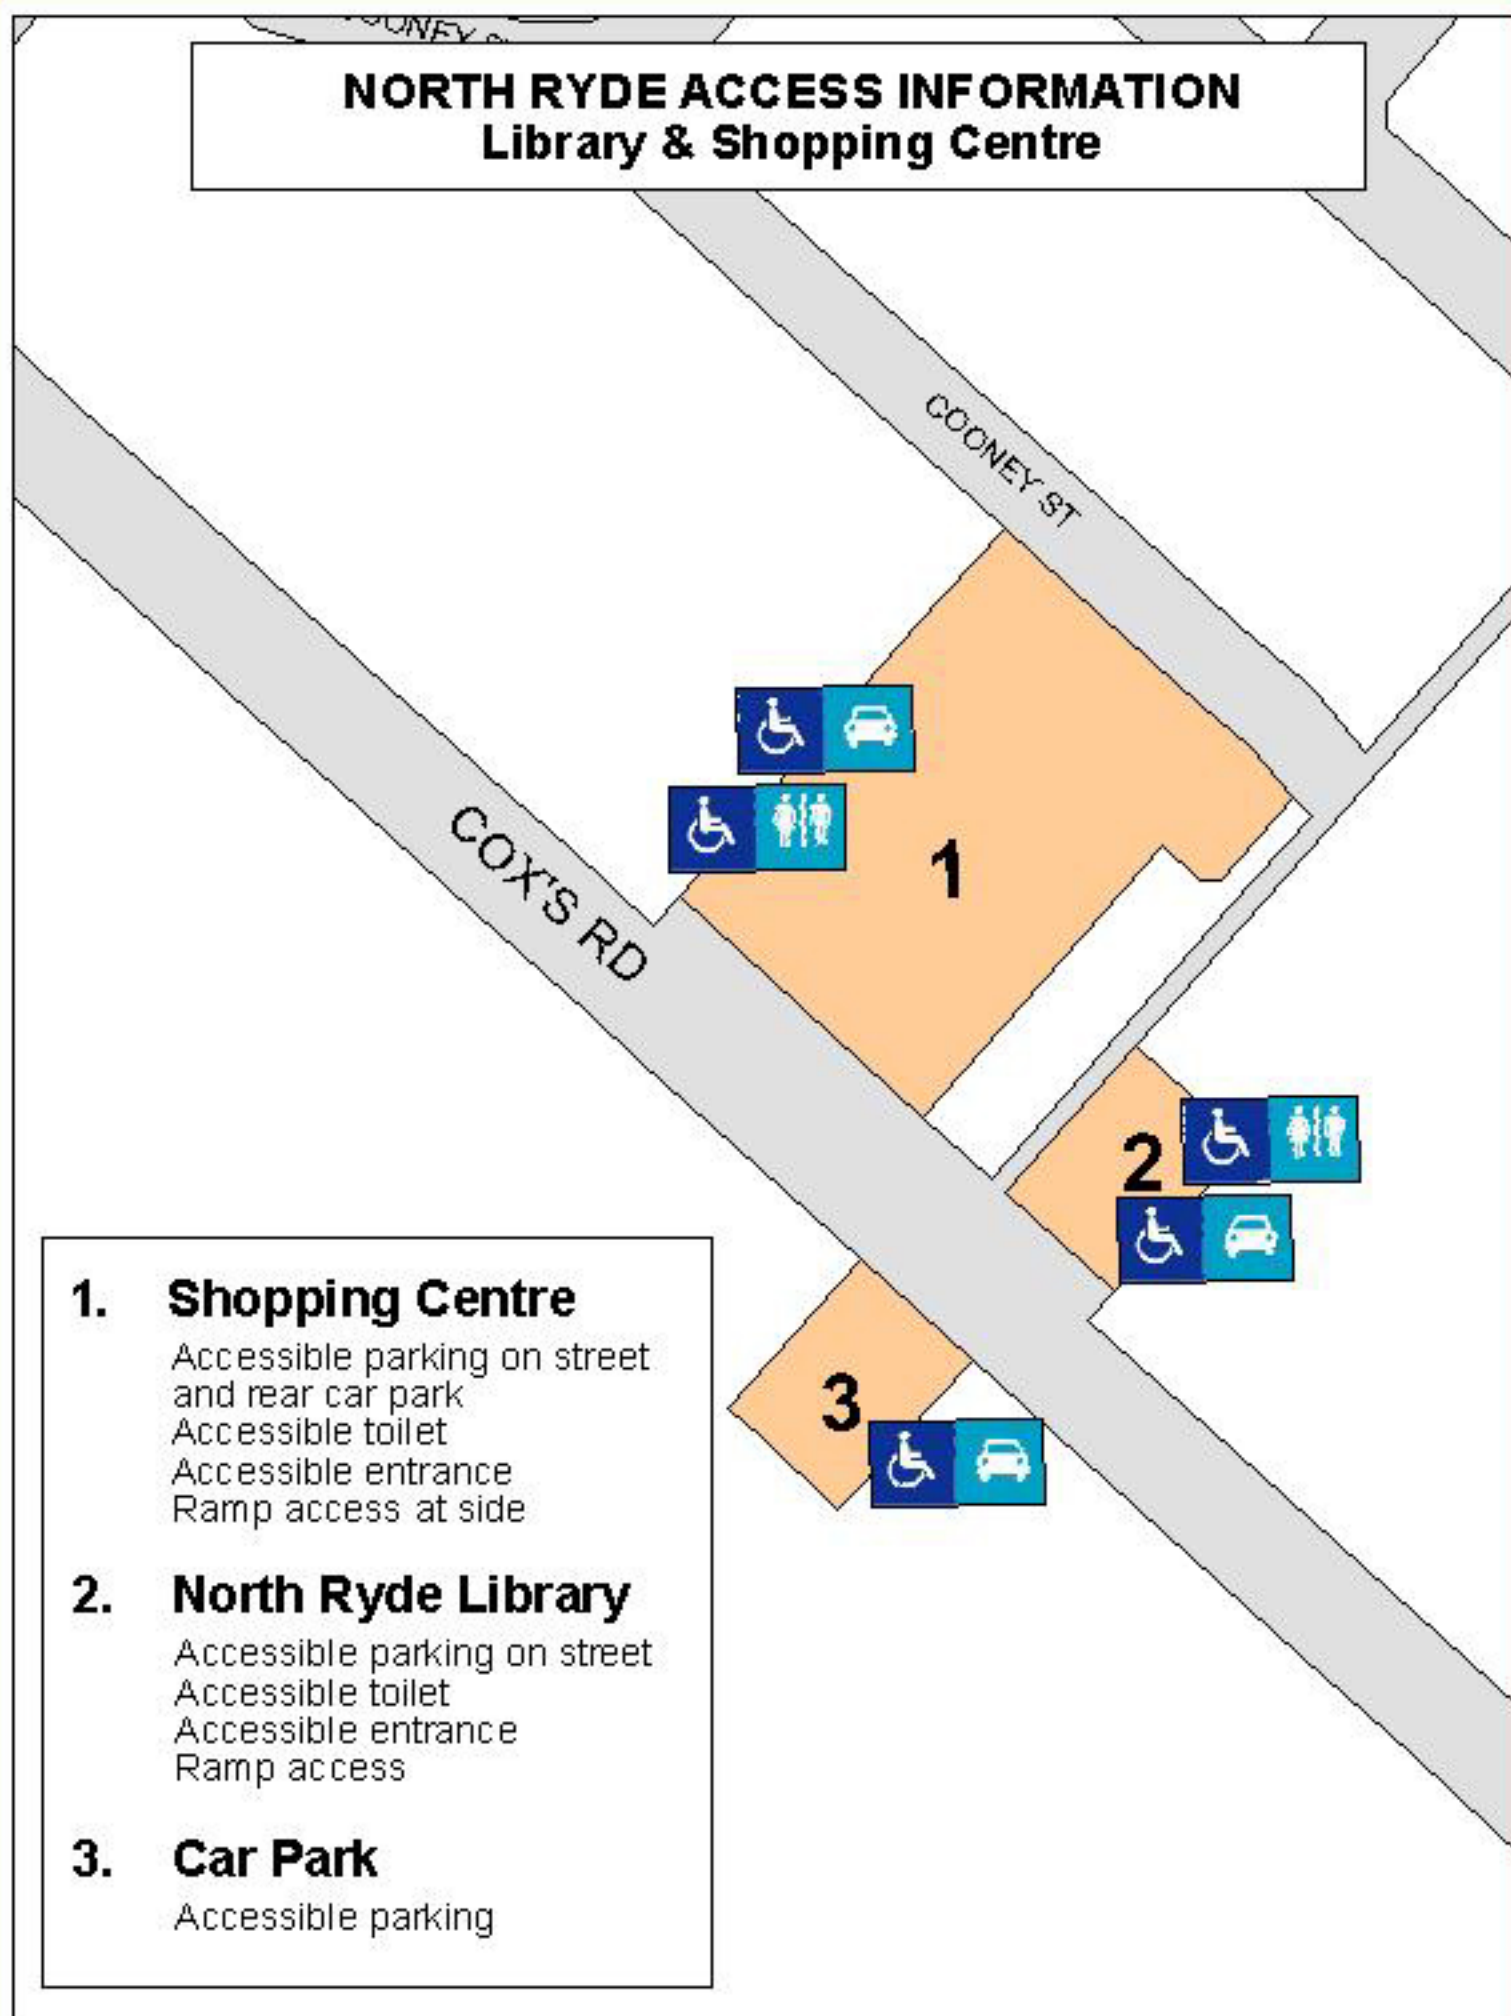 NORTH RYDE ACCESS INFORMATION
Library & Shopping Centre
COONEY ST
COX'S RD
1
2
3
1. Shopping Centre
Accessible parking on street
and rear car park
Accessible toilet
Accessible entrance
Ramp access at side
2. North Ryde Library
Accessible parking on street
Accessible toilet
Accessible entrance
Ramp access
3. Car Park
Accessible parking